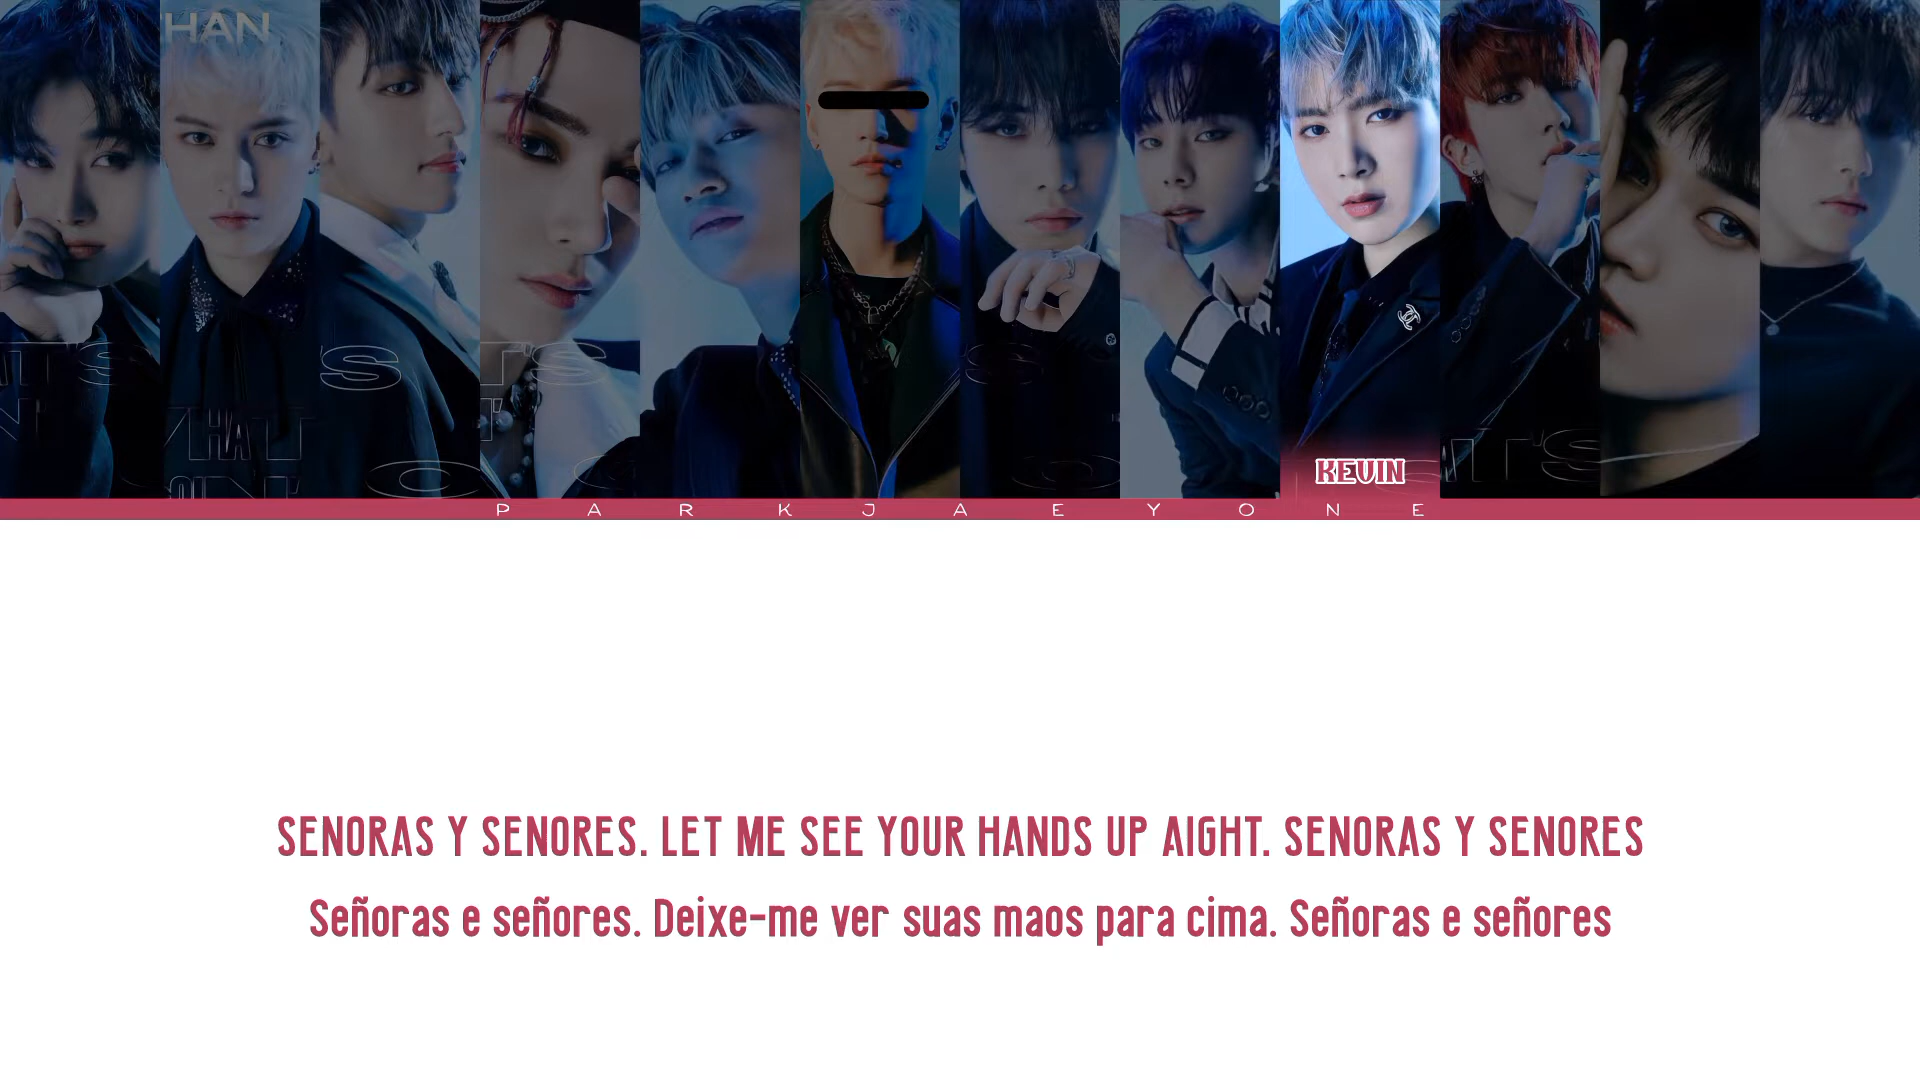 HAN
KEVIN
PARKJAEYONE
SENORAS Y SENORES. LET ME SEE YOUR HANDS UP AIGHT. SENORAS Y SENORES
Señoras e señores. Deixe-me ver suas maos para cima. Señoras e señores